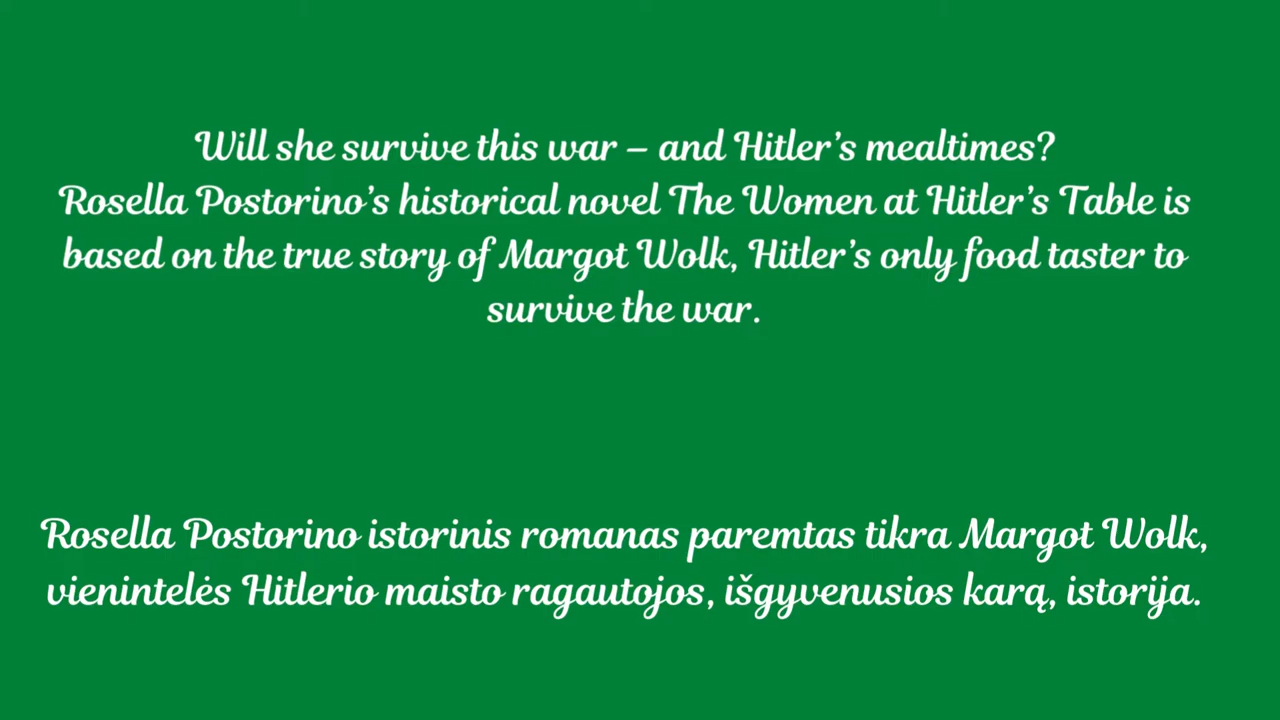 Will she survive this war – and Hitler’s mealtimes?
Rosella Postorino’s historical novel The Women at Hitler’s Table is
based on the true story of Margot Wolk, Hitler’s only food taster to
survive the war.
Rosella Postorino istorinis romanas paremtas tikra Margot Wolk,
vienintelės Hitlerio maisto ragautojos, išgyvenusios karą, istorija.